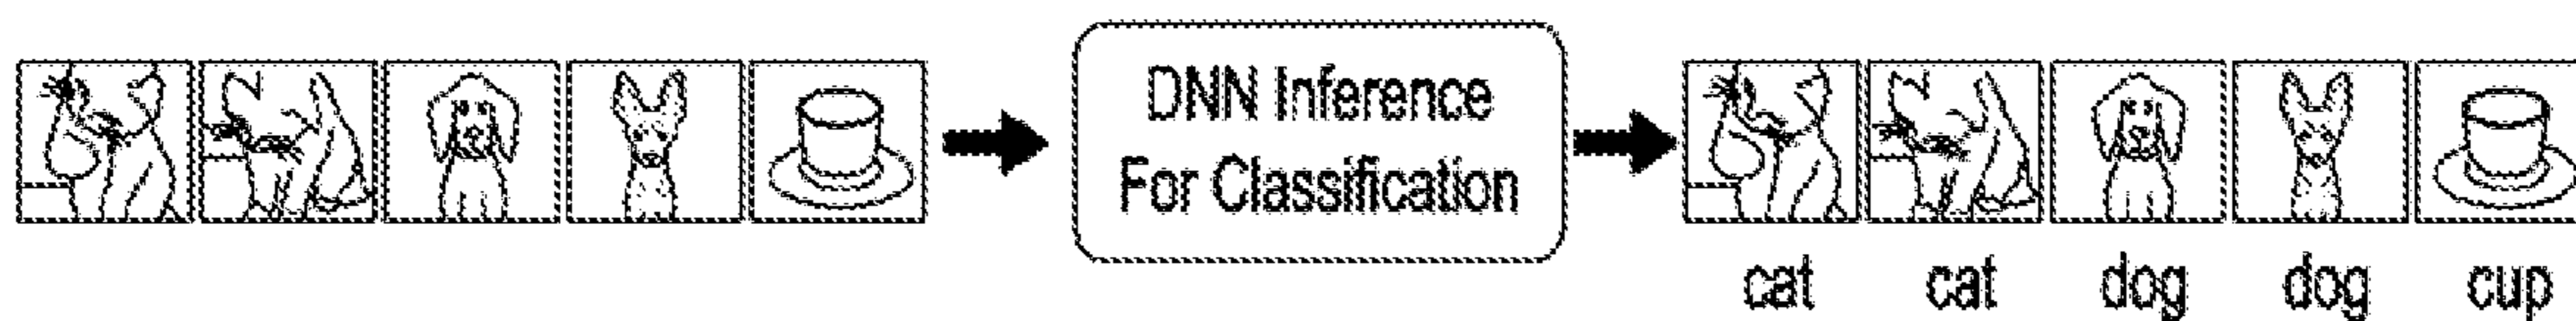 DNN Inference
For Classification
cat cat dog dog cup